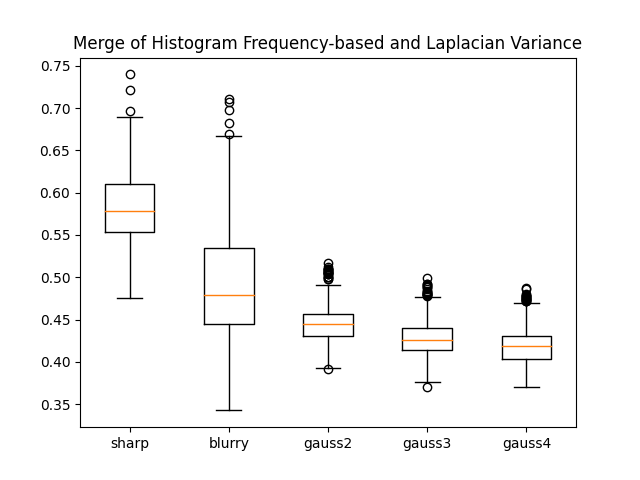 Merge of Histogram Frequency-based and Laplacian Variance
0.75
0.70
0.65
0.60
0.55
0.50
0.45
0.40
0.35
sharp
blurry
gauss2
gauss3
gauss4